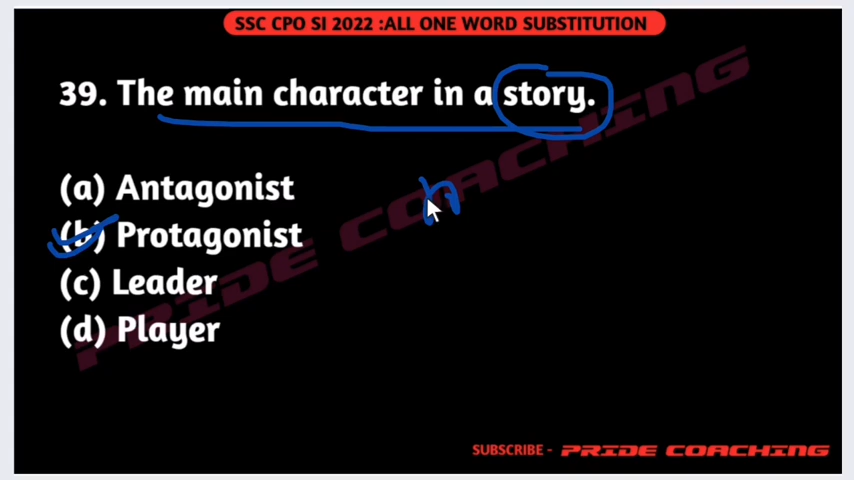 SSC CPO SI 2022 :ALL ONE WORD SUBSTITUTION
39. The main character in a story.
(a) Antagonist
(b) Protagonist
(c) Leader
(d) Player
PRIDE COACHING
SUBSCRIBE - PRIDE COACHING